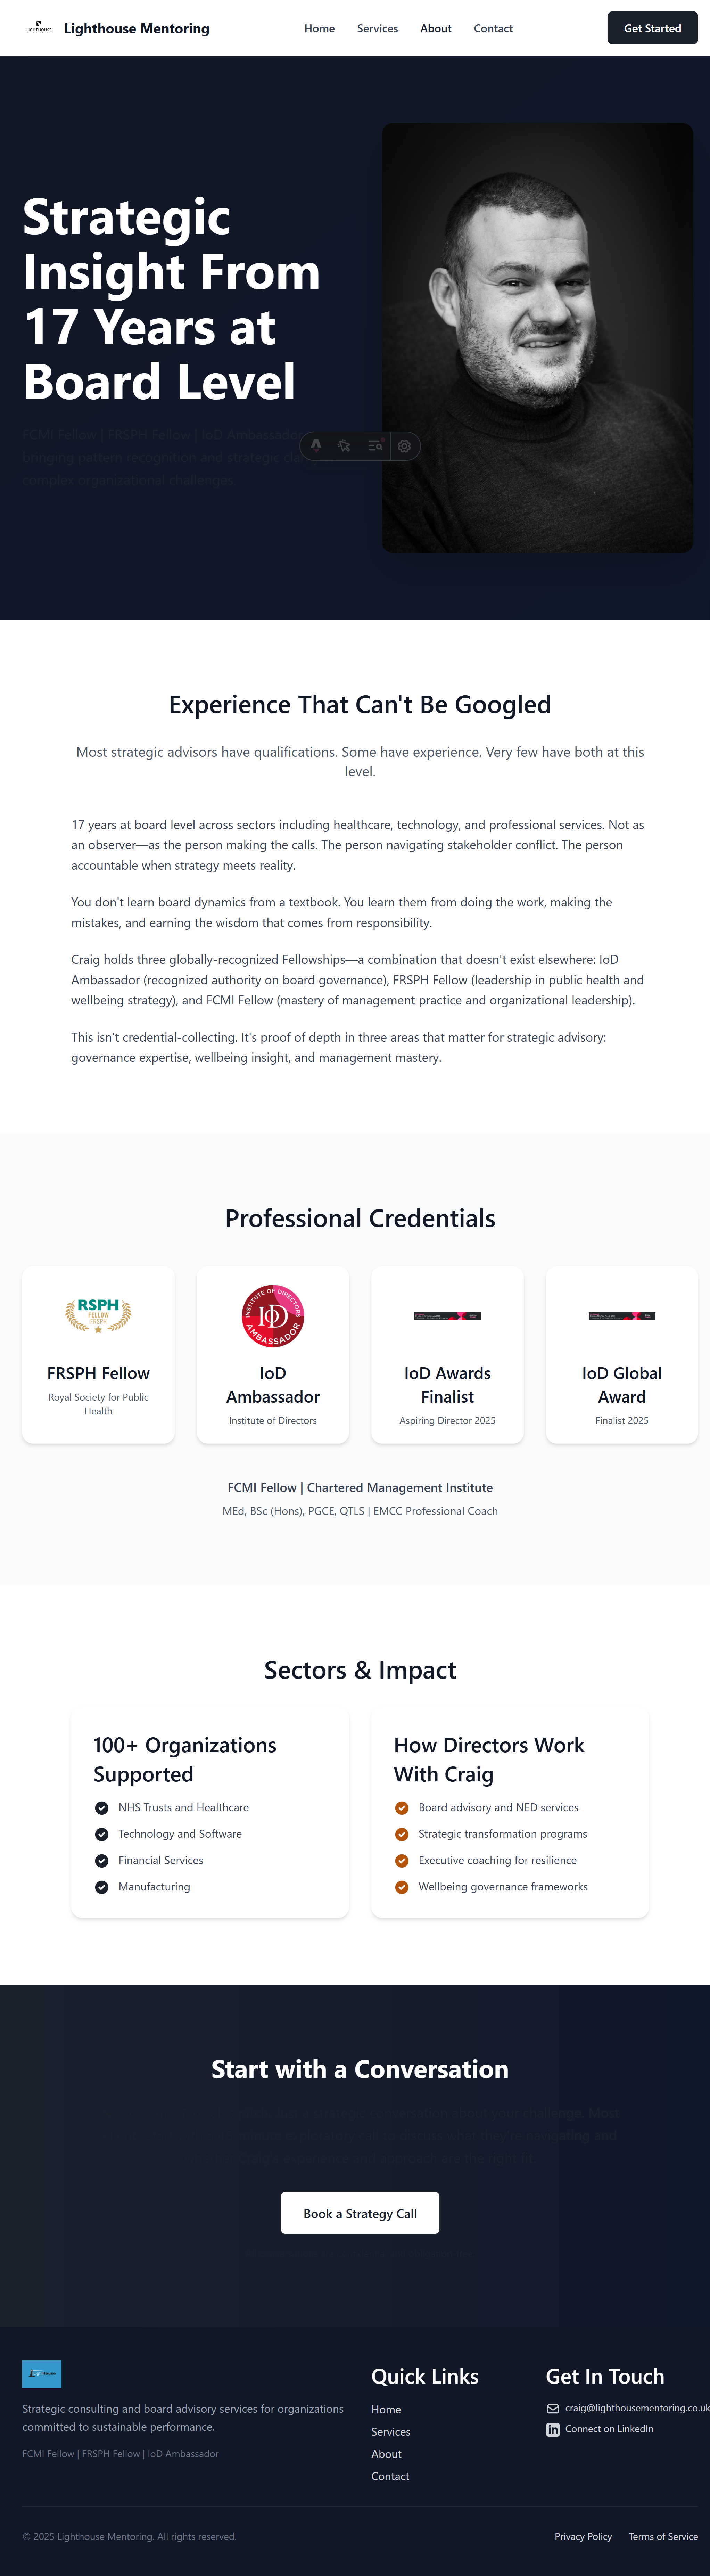 LIGHTHOUSE
Lighthouse Mentoring
Home
Services
About
Contact
Get Started
Strategic
Insight From
17 Years at
Board Level
FCMI Fellow | FRSPH Fellow | IoD Ambassador
bringing pattern recognition and strategic
complex organizational challenges.
Experience That Can't Be Googled
Most strategic advisors have qualifications. Some have experience. Very few have both at this
level.
17 years at board level across sectors including healthcare, technology, and professional services. Not as
an observer—as the person making the calls. The person navigating stakeholder conflict. The person
accountable when strategy meets reality.
You don't learn board dynamics from a textbook. You learn them from doing the work, making the
mistakes, and earning the wisdom that comes from responsibility.
Craig holds three globally-recognized Fellowships—a combination that doesn't exist elsewhere: IoD
Ambassador (recognized authority on board governance), FRSPH Fellow (leadership in public health and
wellbeing strategy), and FCMI Fellow (mastery of management practice and organizational leadership).
This isn't credential-collecting. It's proof of depth in three areas that matter for strategic advisory:
governance expertise, wellbeing insight, and management mastery.
Professional Credentials
RSPH
FELLOW
FRSPH
FRSPH Fellow
Royal Society for Public
Health
INSTITUTE OF DIRECTORS
IOD
AMBASSADOR
IoD
Ambassador
Institute of Directors
IoD Awards
Finalist
Aspiring Director 2025
IoD Global
Award
Finalist 2025
FCMI Fellow | Chartered Management Institute
MEd, BSc (Hons), PGCE, QTLS | EMCC Professional Coach
Sectors & Impact
100+ Organizations
Supported
NHS Trusts and Healthcare
Technology and Software
Financial Services
Manufacturing
How Directors Work
With Craig
Board advisory and NED services
Strategic transformation programs
Executive coaching for resilience
Wellbeing governance frameworks
Start with a Conversation
Book a Strategy Call
Strategic consulting and board advisory services for organizations
committed to sustainable performance.
FCMI Fellow | FRSPH Fellow | IoD Ambassador
Quick Links
Home
Services
About
Contact
Get In Touch
craig@lighthousementoring.co.uk
Connect on LinkedIn
© 2025 Lighthouse Mentoring. All rights reserved.
Privacy Policy
Terms of Service